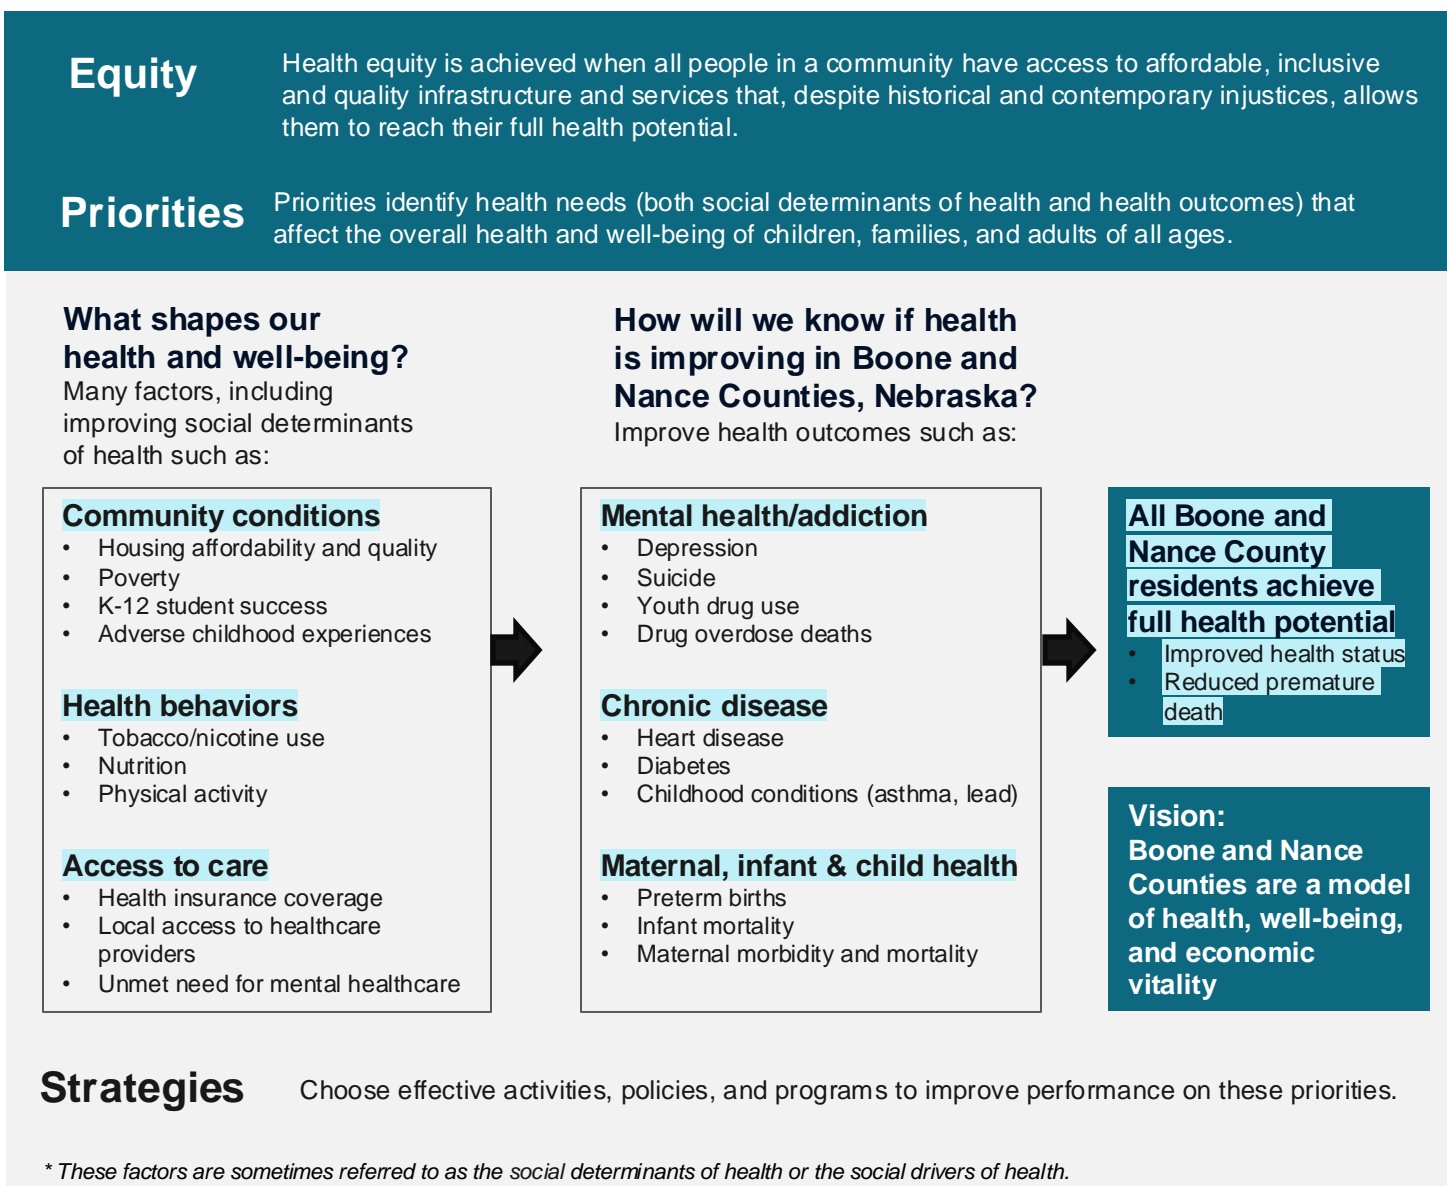 Equity
Health equity is achieved when all people in a community have access to affordable, inclusive
and quality infrastructure and services that, despite historical and contemporary injustices, allows
them to reach their full health potential.
Priorities
Priorities identify health needs (both social determinants of health and health outcomes) that
affect the overall health and well-being of children, families, and adults of all ages.
What shapes our
health and well-being?
Many factors, including
improving social determinants
of health such as:
Community conditions
• Housing affordability and quality
• Poverty
• K-12 student success
• Adverse childhood experiences
Health behaviors
• Tobacco/nicotine use
• Nutrition
• Physical activity
Access to care
• Health insurance coverage
• Local access to healthcare
providers
• Unmet need for mental healthcare
How will we know if health
is improving in Boone and
Nance Counties, Nebraska?
Improve health outcomes such as:
Mental health/addiction
• Depression
• Suicide
• Youth drug use
• Drug overdose deaths
Chronic disease
• Heart disease
• Diabetes
• Childhood conditions (asthma, lead)
Maternal, infant & child health
• Preterm births
• Infant mortality
• Maternal morbidity and mortality
All Boone and
Nance County
residents achieve
full health potential
• Improved health status
• Reduced premature
death
Vision:
Boone and Nance
Counties are a model
of health, well-being,
and economic
vitality
Strategies
Choose effective activities, policies, and programs to improve performance on these priorities.
* These factors are sometimes referred to as the social determinants of health or the social drivers of health.